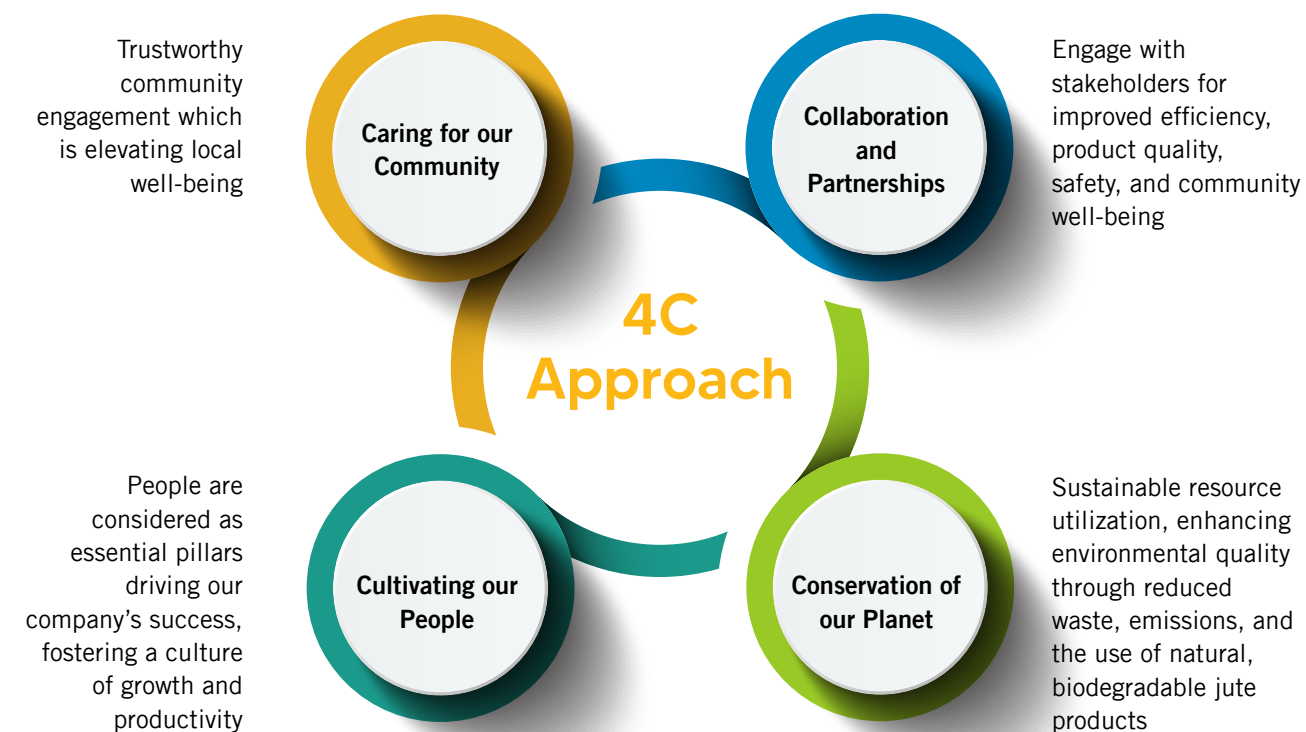 Trustworthy
community
engagement which
is elevating local
well-being
Caring for our
Community
Collaboration
and
Partnerships
Engage with
stakeholders for
improved efficiency,
product quality,
safety, and community
well-being
4C
Approach
People are
considered as
essential pillars
driving our
company’s success,
fostering a culture
of growth and
productivity
Cultivating our
People
Conservation of
our Planet
Sustainable resource
utilization, enhancing
environmental quality
through reduced
waste, emissions, and
the use of natural,
biodegradable jute
products